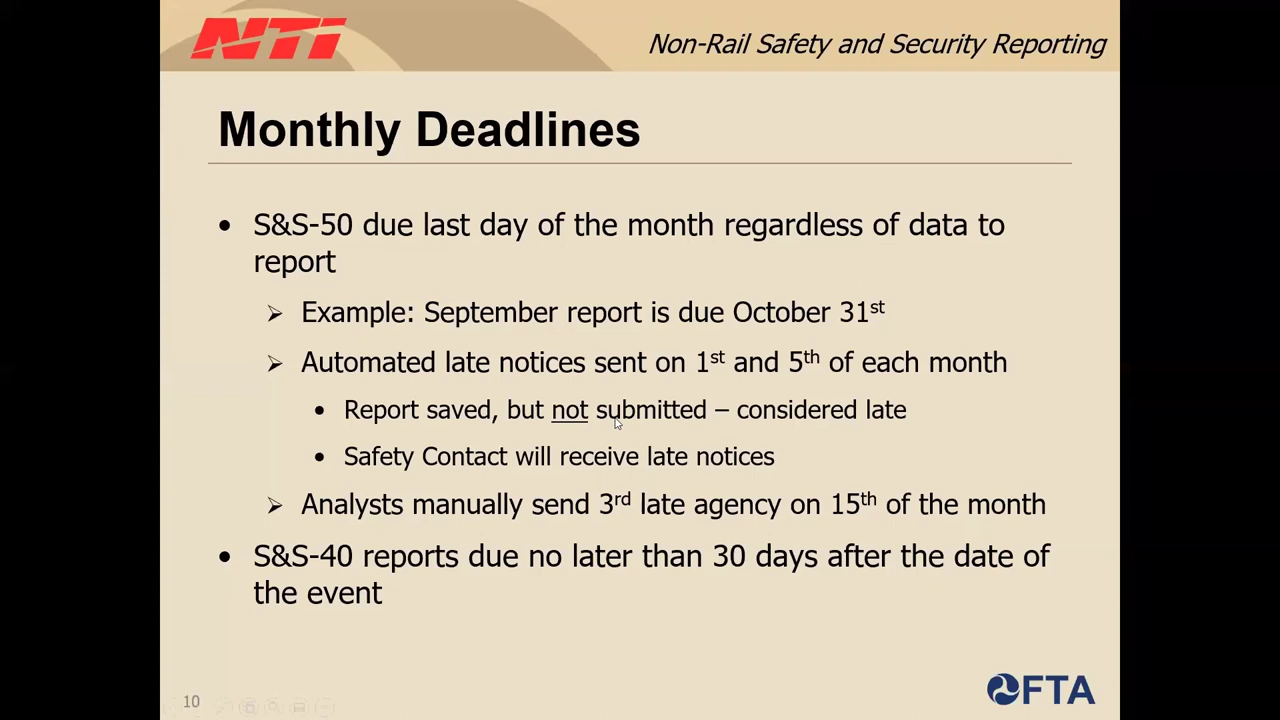 NTI
Non-Rail Safety and Security Reporting
Monthly Deadlines
• S&S-50 due last day of the month regardless of data to
report
➢ Example: September report is due October 31st
➢ Automated late notices sent on 1st and 5th of each month
• Report saved, but not submitted – considered late
• Safety Contact will receive late notices
➢ Analysts manually send 3rd late agency on 15th of the month
• S&S-40 reports due no later than 30 days after the date of
the event
10
FTA